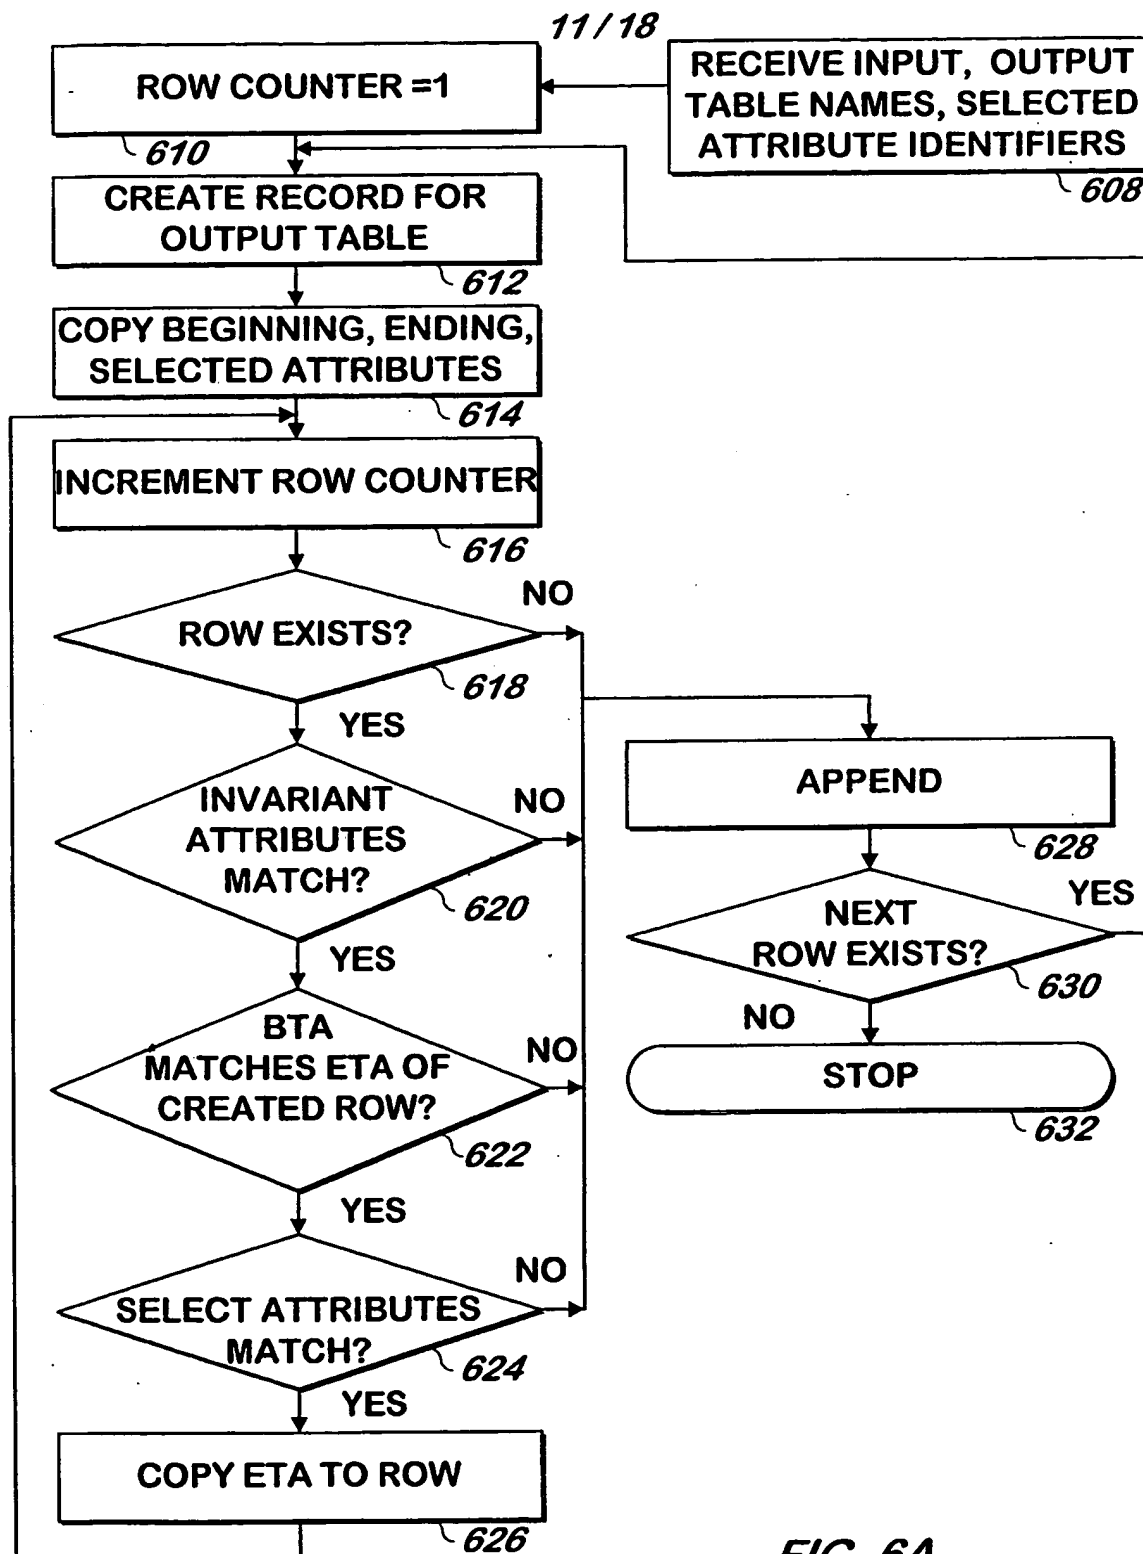 11/18
RECEIVE INPUT, OUTPUT
TABLE NAMES, SELECTED
ATTRIBUTE IDENTIFIERS
608
ROW COUNTER =1
610
CREATE RECORD FOR
OUTPUT TABLE
612
COPY BEGINNING, ENDING,
SELECTED ATTRIBUTES
614
INCREMENT ROW COUNTER
616
ROW EXISTS?
NO
618
YES
INVARIANT
ATTRIBUTES
MATCH?
NO
620
YES
BTA
MATCHES ETA OF
CREATED ROW?
NO
622
YES
SELECT ATTRIBUTES
MATCH?
NO
624
YES
COPY ETA TO ROW
626
APPEND
628
NEXT
ROW EXISTS?
YES
630
NO
STOP
632
FIG. 6A